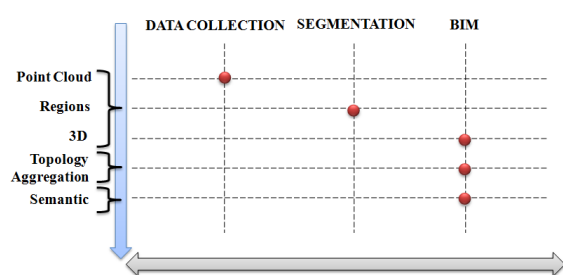 DATA COLLECTION SEGMENTATION BIM
Point Cloud
Regions
3D
Topology
Aggregation
Semantic